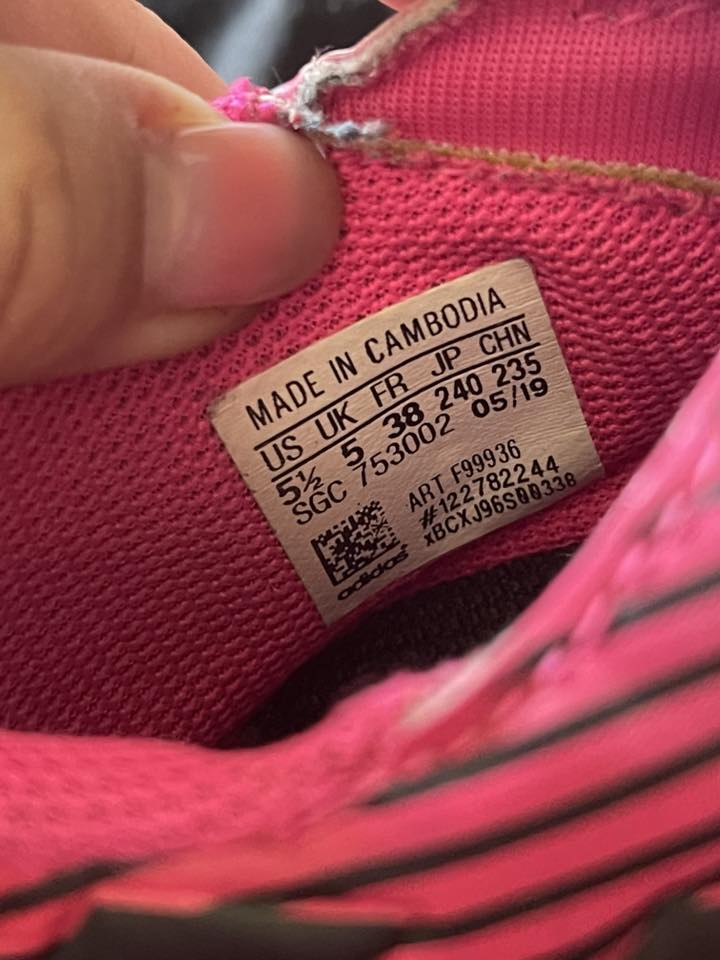 MADE IN CAMBODIA
US UK FR JP CHN
5½ 5 38 240 235
SGC 753002 05/19
ART F99936
#122782244
xBCXJ96S00338
adidas